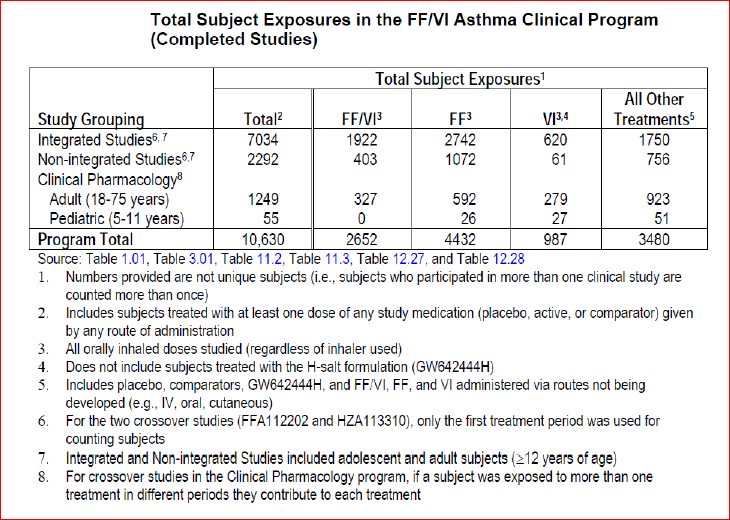 Total Subject Exposures in the FF/VI Asthma Clinical Program
(Completed Studies)
Total Subject Exposures¹
All Other
Study Grouping Total² FF/VI³ FF³ VI³,⁴ Treatments⁵
Integrated Studies⁶, ⁷ 7034 1922 2742 620 1750
Non-integrated Studies⁶,⁷ 2292 403 1072 61 756
Clinical Pharmacology⁸
Adult (18-75 years) 1249 327 592 279 923
Pediatric (5-11 years) 55 0 26 27 51
Program Total 10,630 2652 4432 987 3480
Source: Table 1.01, Table 3.01, Table 11.2, Table 11.3, Table 12.27, and Table 12.28
1. Numbers provided are not unique subjects (i.e., subjects who participated in more than one clinical study are
counted more than once)
2. Includes subjects treated with at least one dose of any study medication (placebo, active, or comparator) given
by any route of administration
3. All orally inhaled doses studied (regardless of inhaler used)
4. Does not include subjects treated with the H-salt formulation (GW642444H)
5. Includes placebo, comparators, GW642444H, and FF/VI, FF, and VI administered via routes not being
developed (e.g., IV, oral, cutaneous)
6. For the two crossover studies (FFA112202 and HZA113310), only the first treatment period was used for
counting subjects
7. Integrated and Non-integrated Studies included adolescent and adult subjects (≥12 years of age)
8. For crossover studies in the Clinical Pharmacology program, if a subject was exposed to more than one
treatment in different periods they contribute to each treatment